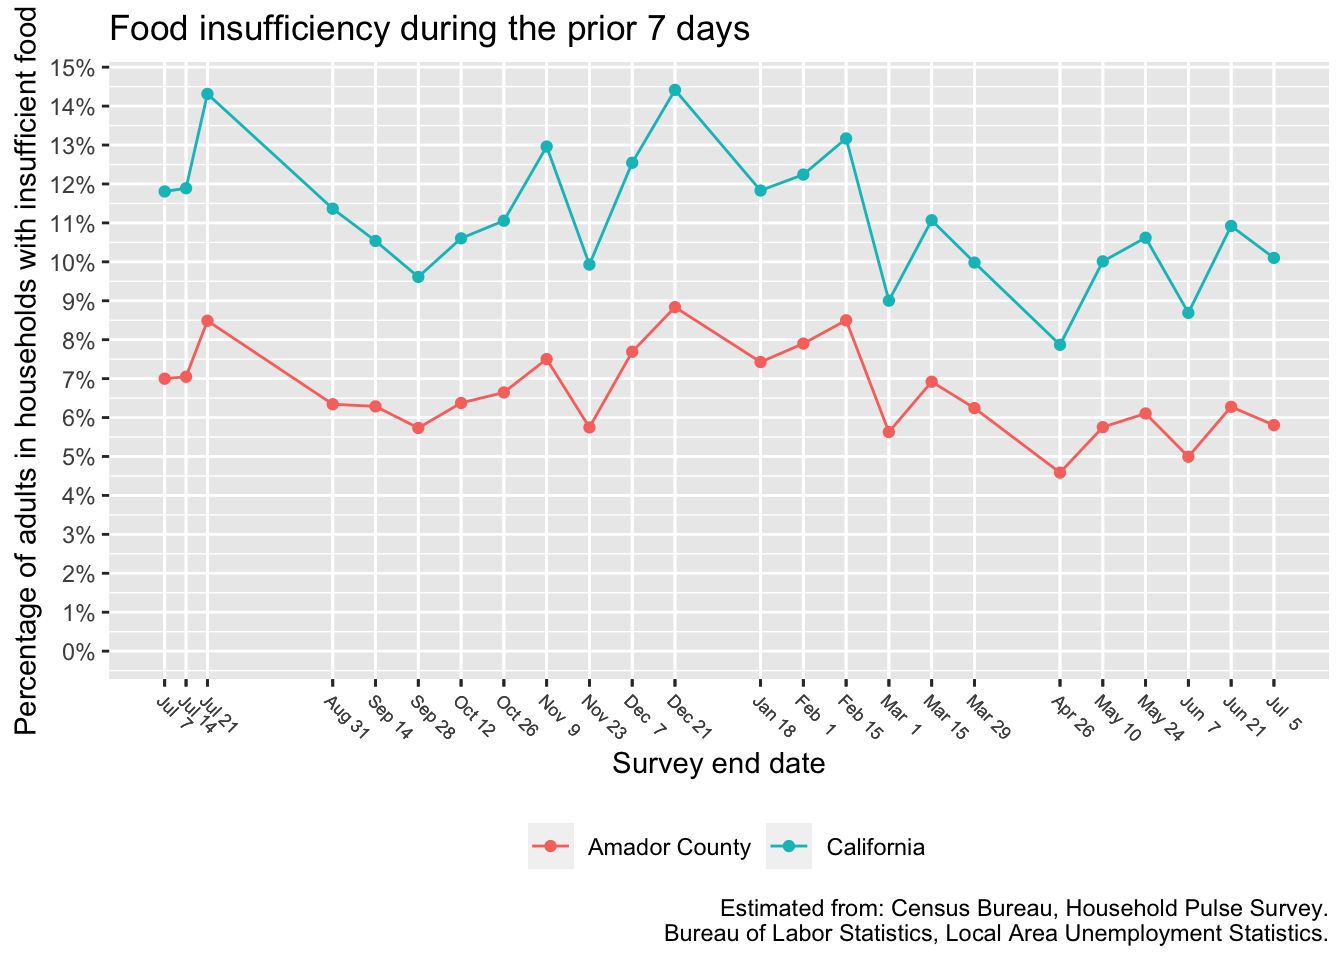 Food insufficiency during the prior 7 days
Percentage of adults in households with insufficient food
15%
14%
13%
12%
11%
10%
9%
8%
7%
6%
5%
4%
3%
2%
1%
0%
Jul 7
Jul 14
Jul 21
Aug 31
Sep 14
Sep 28
Oct 12
Oct 26
Nov 9
Nov 23
Dec 7
Dec 21
Jan 18
Feb 1
Feb 15
Mar 1
Mar 15
Mar 29
Apr 26
May 10
May 24
Jun 7
Jun 21
Jul 5
Survey end date
Amador County
California
Estimated from: Census Bureau, Household Pulse Survey.
Bureau of Labor Statistics, Local Area Unemployment Statistics.